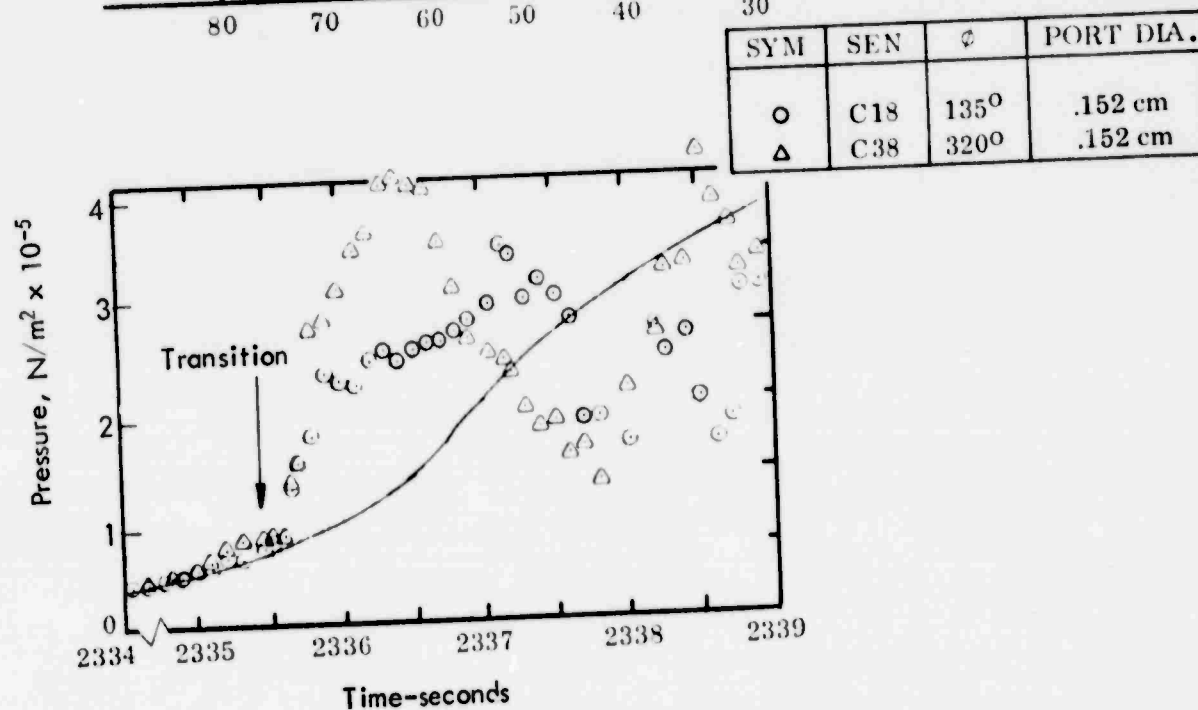 80 70 60 50 40 30
SYM SEN ø PORT DIA.
○ C18 135° .152 cm
△ C38 320° .152 cm
4
3
2
1
0
Pressure, N/m² x 10⁻⁵
Transition
2334 2335 2336 2337 2338 2339
Time-seconds